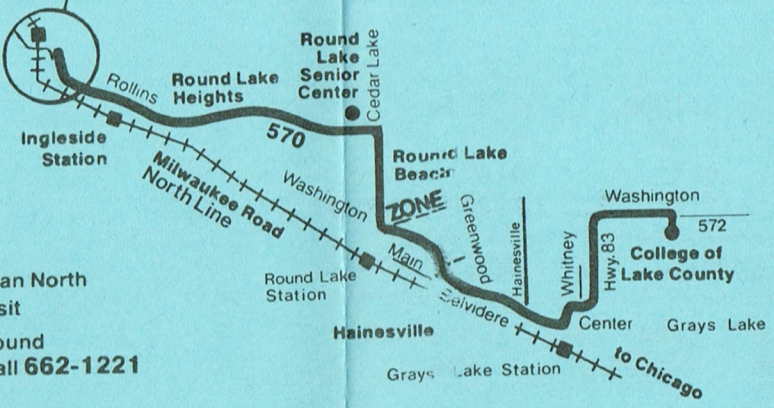 Round
Lake
Senior
Center
Cedar Lake
Rollins
Round Lake
Heights
570
Ingleside
Station
Milwaukee Road
North Line
Washington
Round Lake
Beach
ZONE
Greenwood
Hainesville
Whitney
Hwy. 83
Washington
572
College of
Lake County
Main
Round Lake
Station
Belvidere
Center
Grays Lake
Hainesville
Grays Lake Station
to Chicago
an North
sit
ound
all 662-1221